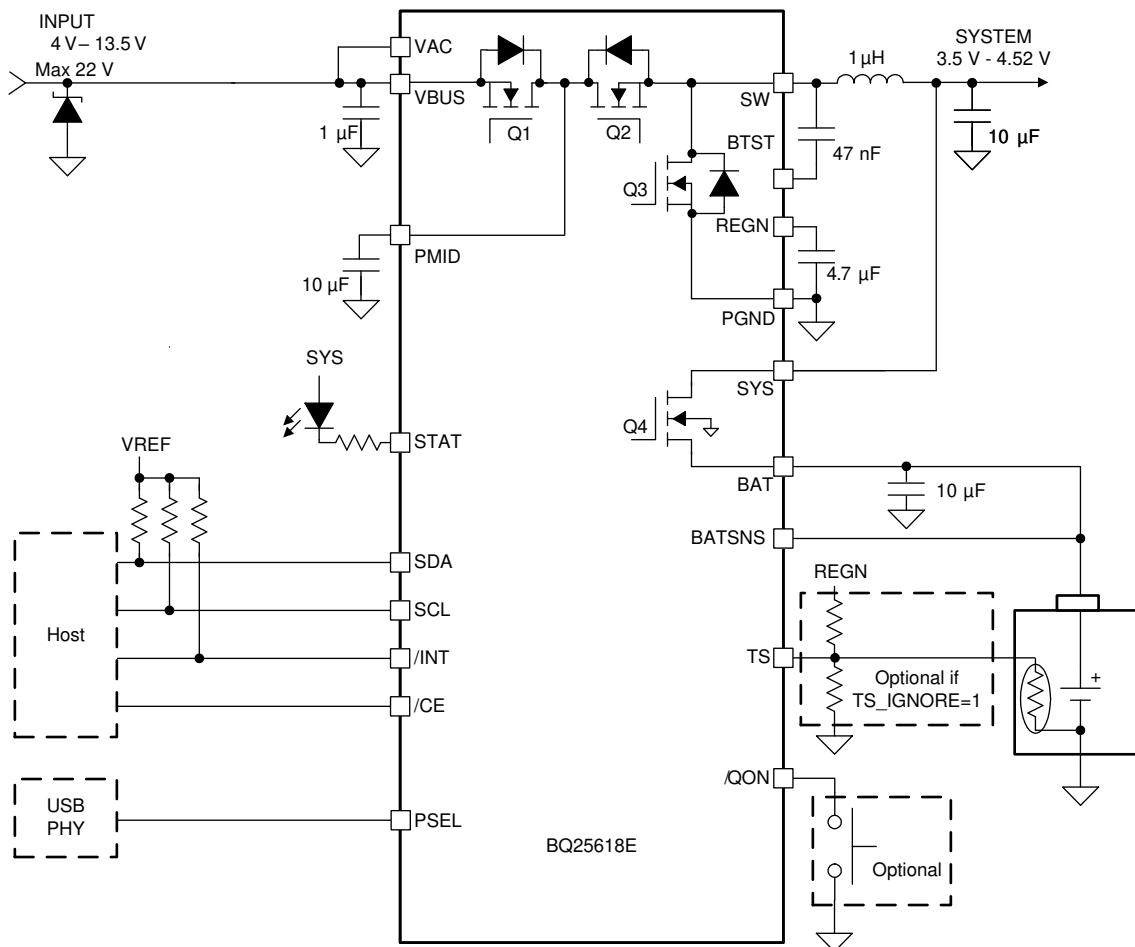 INPUT
4 V – 13.5 V
Max 22 V
VAC
VBUS
1 µF
Q1
Q2
SW
1 µH
SYSTEM
3.5 V - 4.52 V
10 µF
BTST
47 nF
Q3
REGN
4.7 µF
PMID
10 µF
PGND
SYS
SYS
Q4
STAT
VREF
BAT
10 µF
BATSNS
SDA
REGN
SCL
Host
/INT
TS
Optional if
TS_IGNORE=1
+
/CE
/QON
USB
PHY
PSEL
BQ25618E
Optional